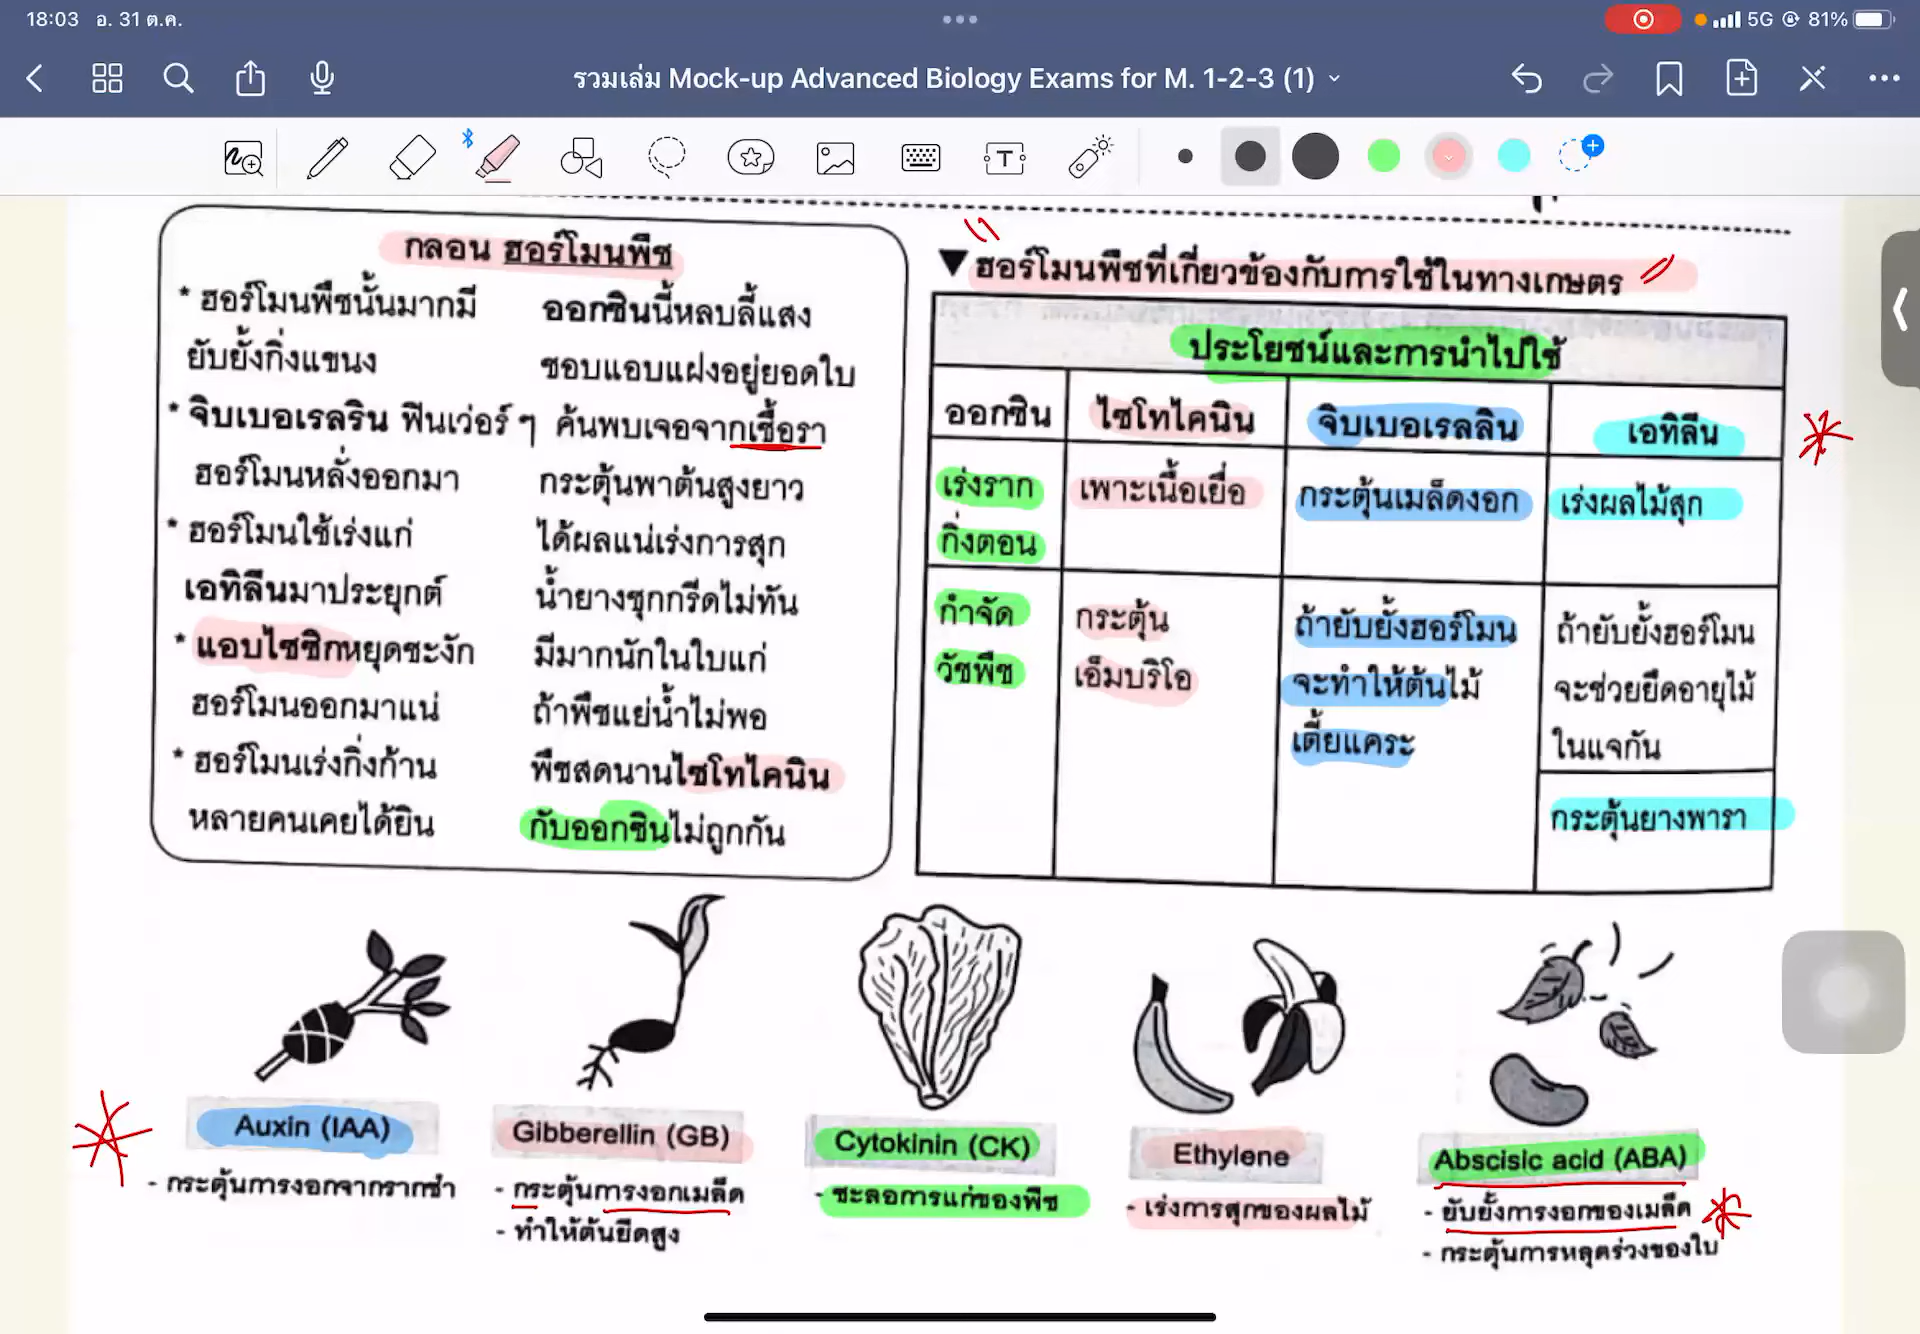 18:03 อ. 31 ต.ค.
5G 81%
รวมเล่ม Mock-up Advanced Biology Exams for M. 1-2-3 (1)
กลอน ฮอร์โมนพืช
* ฮอร์โมนพืชนั้นมากมี ออกซินนี้หลบลี้แสง
ยับยั้งกิ่งแขนง ชอบแอบแฝงอยู่ยอดใบ
* จิบเบอเรลริน ฟินเว่อร์ ๆ ค้นพบเจอจากเชื้อรา
ฮอร์โมนหลั่งออกมา กระตุ้นพาต้นสูงยาว
* ฮอร์โมนใช้เร่งแก่ ได้ผลแน่เร่งการสุก
เอทิลีนมาประยุกต์ น้ำยางซุกกรีดไม่ทัน
* แอบไซซิกหยุดชะงัก มีมากนักในใบแก่
ฮอร์โมนออกมาแน่ ถ้าพืชแย่น้ำไม่พอ
* ฮอร์โมนเร่งกิ่งก้าน พืชสดนานไซโทไคนิน
หลายคนเคยได้ยิน กับออกซินไม่ถูกกัน
▼ ฮอร์โมนพืชที่เกี่ยวข้องกับการใช้ในทางเกษตร
ประโยชน์และการนำไปใช้
ออกซิน ไซโทไคนิน จิบเบอเรลลิน เอทิลีน
เร่งราก เพาะเนื้อเยื่อ กระตุ้นเมล็ดงอก เร่งผลไม้สุก
กิ่งตอน
กำจัด กระตุ้น ถ้ายับยั้งฮอร์โมน ถ้ายับยั้งฮอร์โมน
วัชพืช เอ็มบริโอ จะทำให้ต้นไม้ จะช่วยยืดอายุไม้
เตี้ยแคระ ในแจกัน
กระตุ้นยางพารา
Auxin (IAA) Gibberellin (GB) Cytokinin (CK) Ethylene Abscisic acid (ABA)
- กระตุ้นการงอกจากรากชำ - กระตุ้นการงอกเมล็ด - ชะลอการแก่ของพืช - เร่งการสุกของผลไม้ - ยับยั้งการงอกของเมล็ด
- ทำให้ต้นยืดสูง - กระตุ้นการหลุดร่วงของใบ